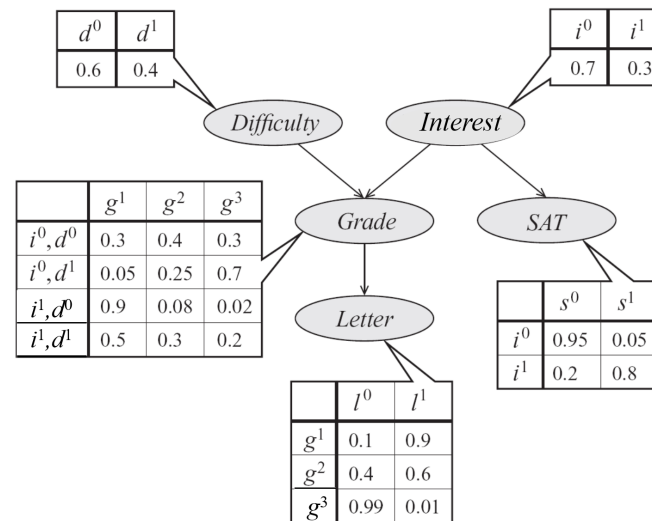 d⁰ d¹
0.6 0.4
i⁰ i¹
0.7 0.3
Difficulty
Interest
g¹ g² g³
i⁰,d⁰ 0.3 0.4 0.3
i⁰,d¹ 0.05 0.25 0.7
i¹,d⁰ 0.9 0.08 0.02
i¹,d¹ 0.5 0.3 0.2
Grade
SAT
Letter
s⁰ s¹
i⁰ 0.95 0.05
i¹ 0.2 0.8
l⁰ l¹
g¹ 0.1 0.9
g² 0.4 0.6
g³ 0.99 0.01